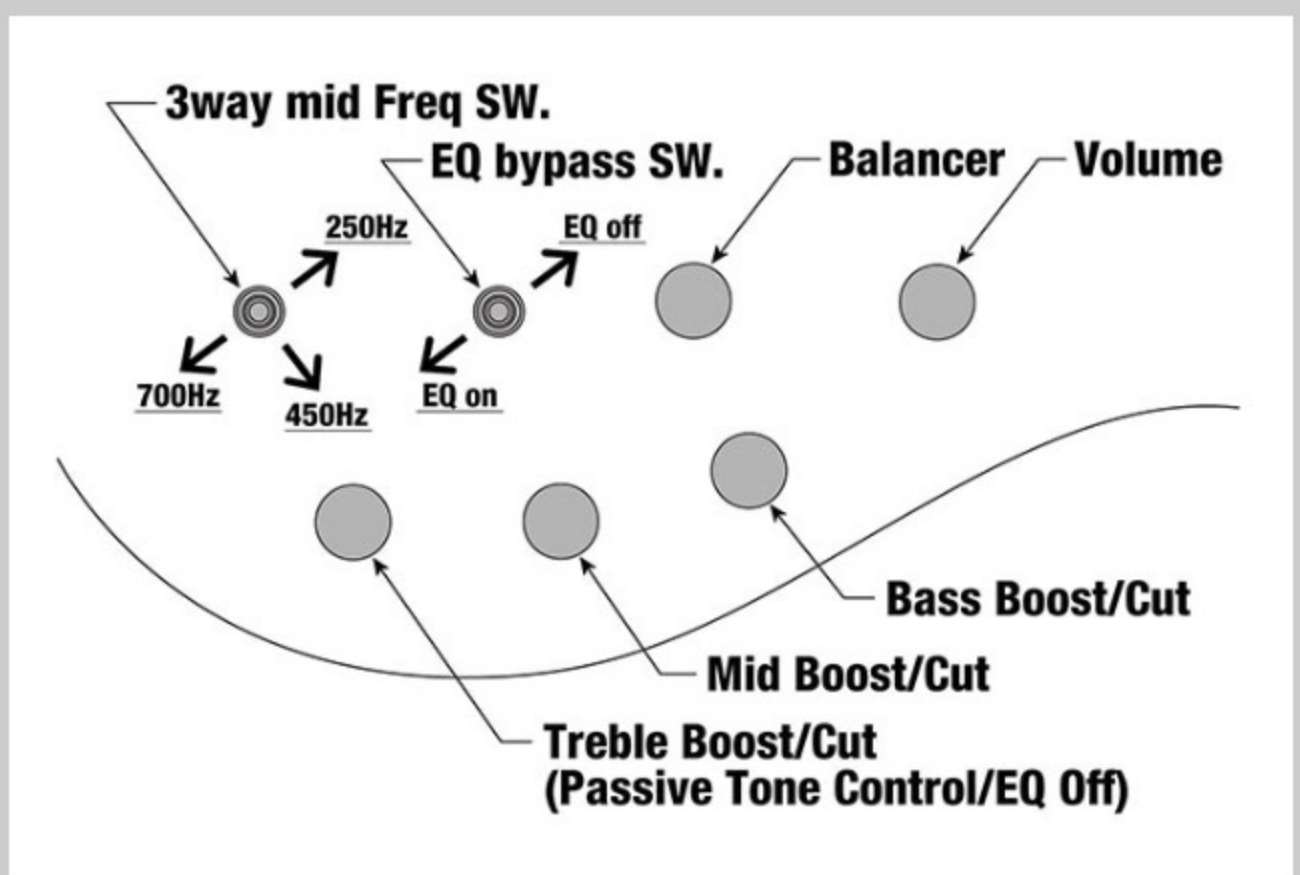 3way mid Freq SW.
EQ bypass SW.
Balancer
Volume
250Hz
EQ off
700Hz
450Hz
EQ on
Bass Boost/Cut
Mid Boost/Cut
Treble Boost/Cut
(Passive Tone Control/EQ Off)